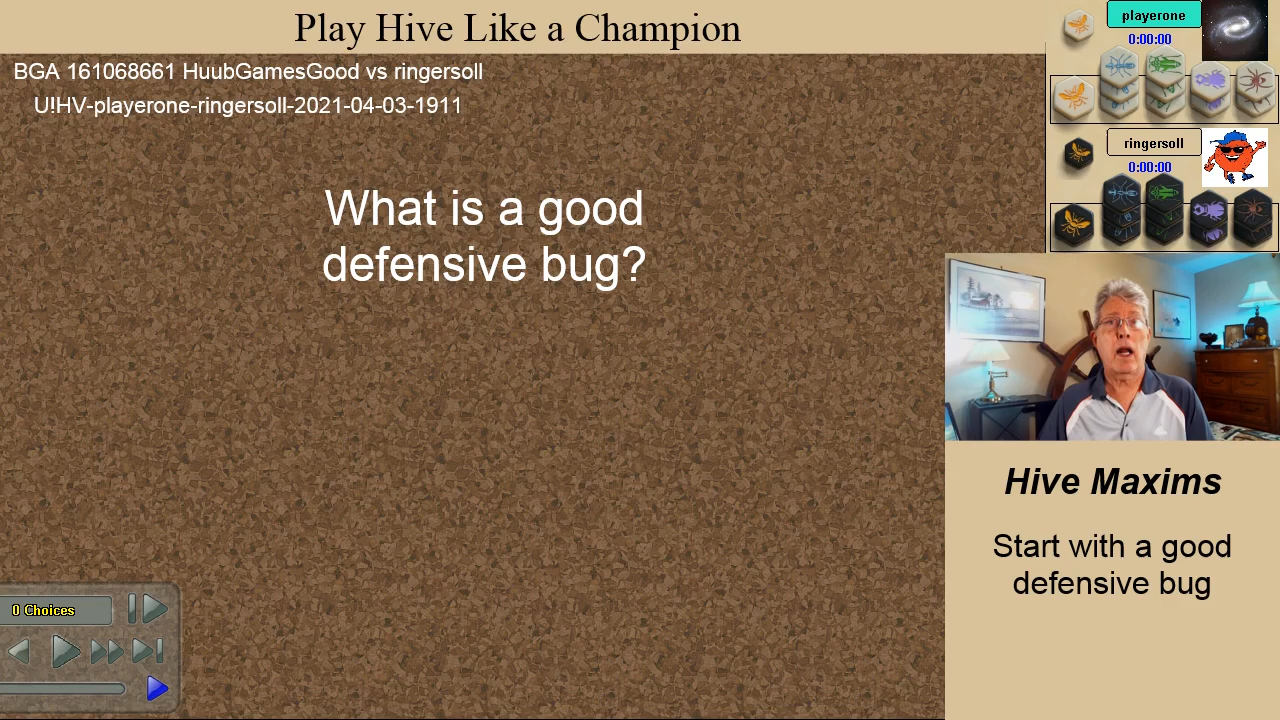 Play Hive Like a Champion
BGA 161068661 HuubGamesGood vs ringersoll
U!HV-playerone-ringersoll-2021-04-03-1911
playerone
0:00:00
ringersoll
0:00:00
What is a good
defensive bug?
Hive Maxims
Start with a good
defensive bug
0 Choices